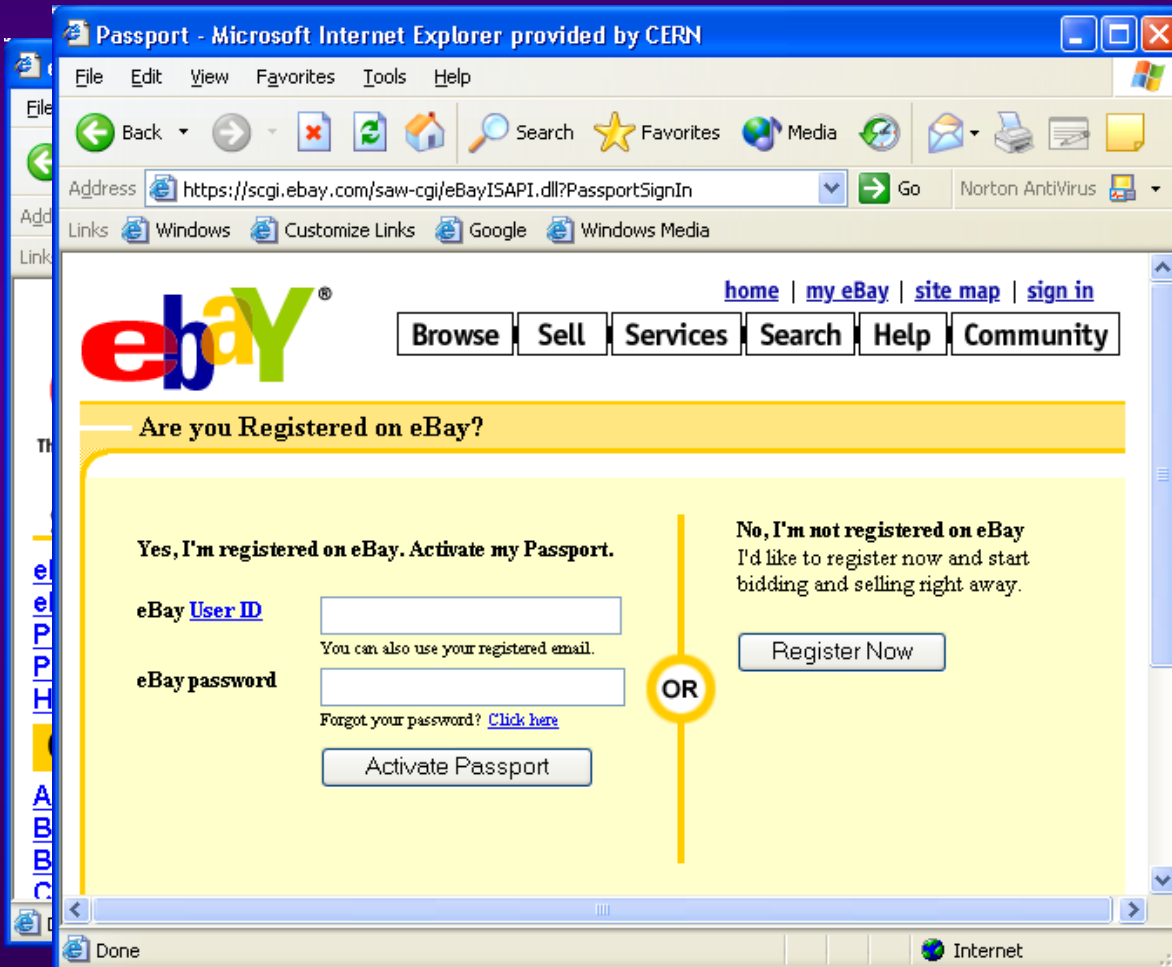 Passport - Microsoft Internet Explorer provided by CERN
File Edit View Favorites Tools Help
Back Search Favorites Media
Address https://scgi.ebay.com/saw-cgi/eBayISAPI.dll?PassportSignIn Go Norton AntiVirus
Links Windows Customize Links Google Windows Media
ebaY®
home | my eBay | site map | sign in
Browse Sell Services Search Help Community
Are you Registered on eBay?
Yes, I'm registered on eBay. Activate my Passport.
eBay User ID
You can also use your registered email.
eBay password
Forgot your password? Click here
Activate Passport
OR
No, I'm not registered on eBay
I'd like to register now and start
bidding and selling right away.
Register Now
Done Internet